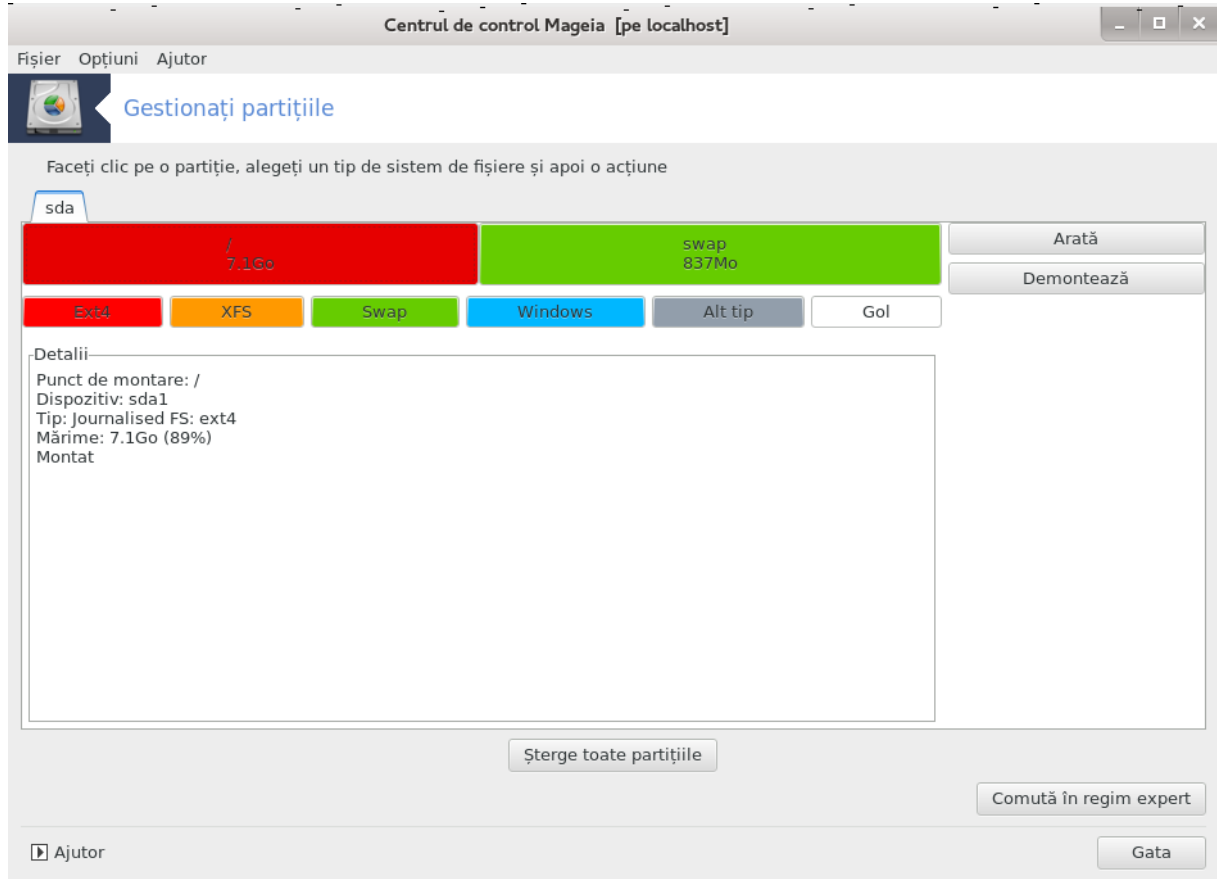 Centrul de control Mageia [pe localhost]
Fișier Opțiuni Ajutor
Gestionați partițiile
Faceți clic pe o partiție, alegeți un tip de sistem de fișiere și apoi o acțiune
sda
/
7.1Go
swap
837Mo
Arată
Demontează
Ext4 XFS Swap Windows Alt tip Gol
Detalii
Punct de montare: /
Dispozitiv: sda1
Tip: Journalised FS: ext4
Mărime: 7.1Go (89%)
Montat
Șterge toate partițiile
Comută în regim expert
Ajutor
Gata